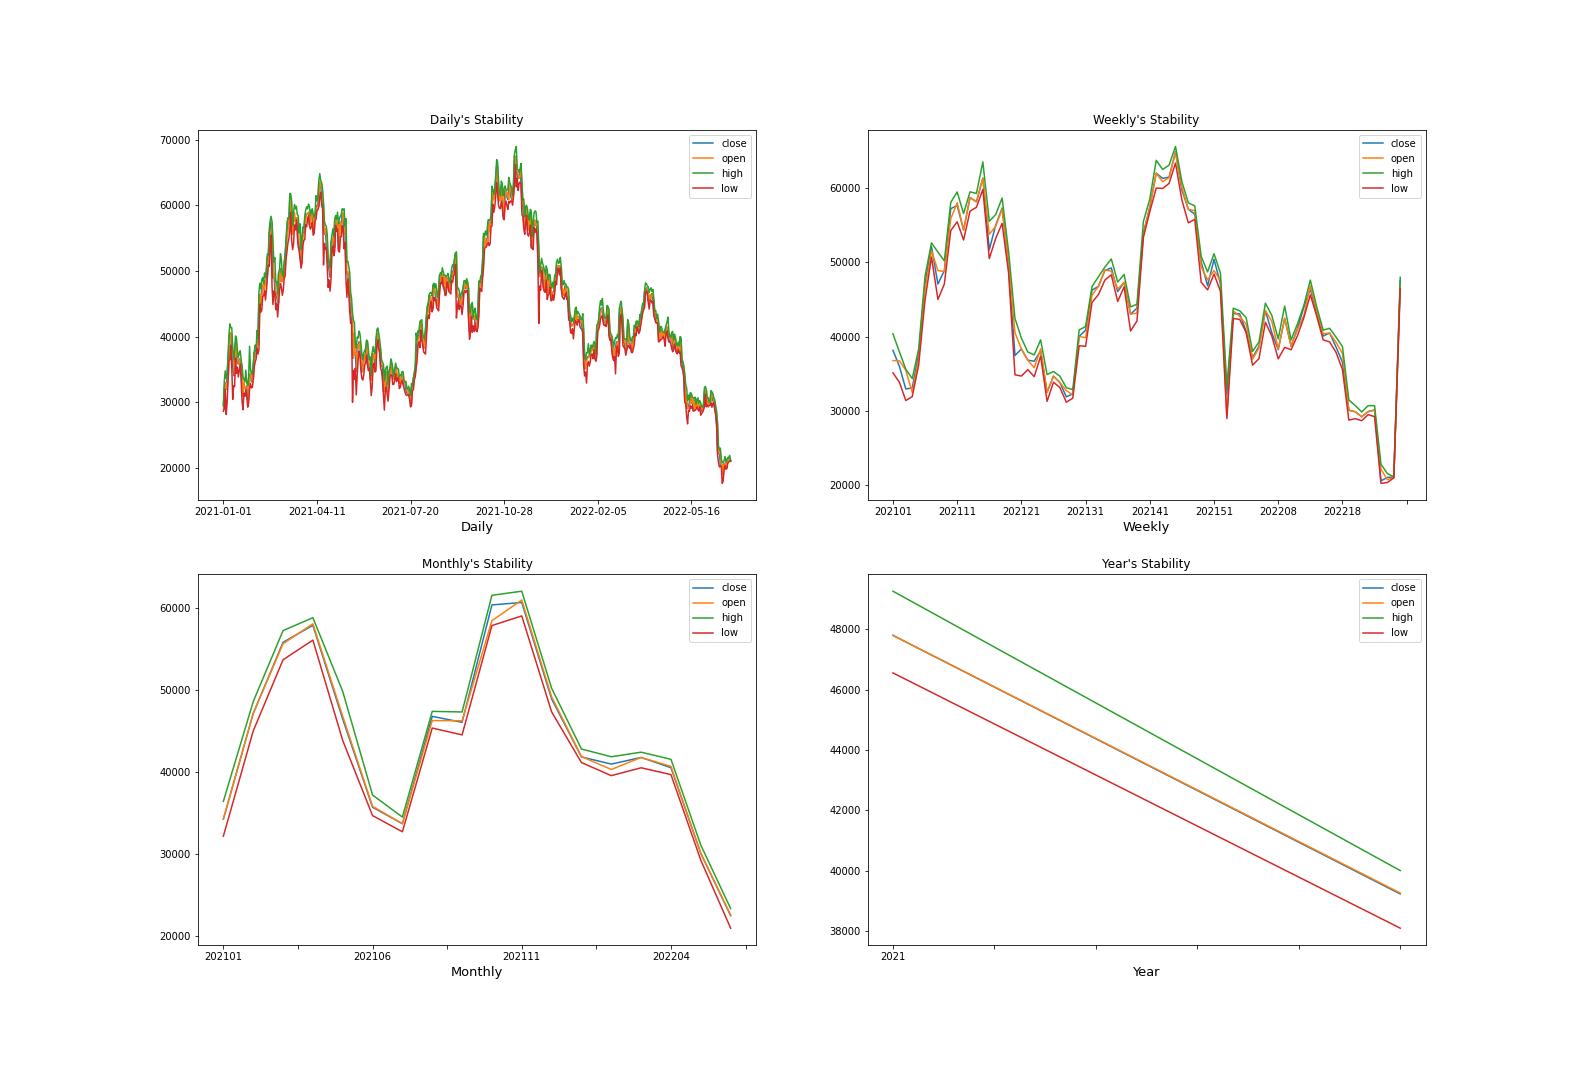 Daily's Stability
70000
60000
50000
40000
30000
20000
close
open
high
low
2021-01-01 2021-04-11 2021-07-20 2021-10-28 2022-02-05 2022-05-16
Daily
Weekly's Stability
60000
50000
40000
30000
20000
close
open
high
low
202101 202111 202121 202131 202141 202151 202208 202218
Weekly
Monthly's Stability
60000
50000
40000
30000
20000
close
open
high
low
202101 202106 202111 202204
Monthly
Year's Stability
48000
46000
44000
42000
40000
38000
close
open
high
low
2021
Year